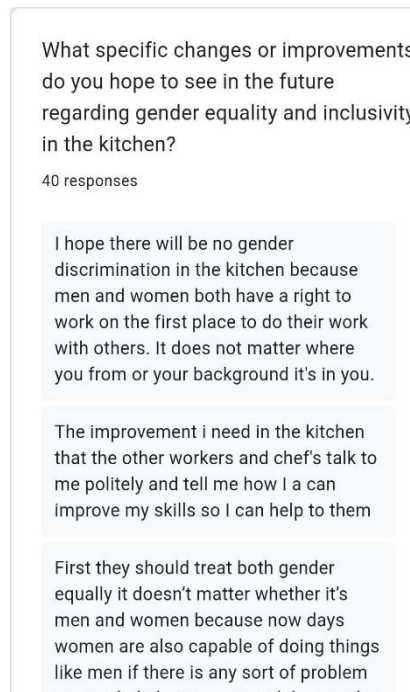 What specific changes or improvements
do you hope to see in the future
regarding gender equality and inclusivity
in the kitchen?
40 responses
I hope there will be no gender
discrimination in the kitchen because
men and women both have a right to
work on the first place to do their work
with others. It does not matter where
you from or your background it's in you.
The improvement i need in the kitchen
that the other workers and chef's talk to
me politely and tell me how I a can
improve my skills so I can help to them
First they should treat both gender
equally it doesn't matter whether it's
men and women because now days
women are also capable of doing things
like men if there is any sort of problem